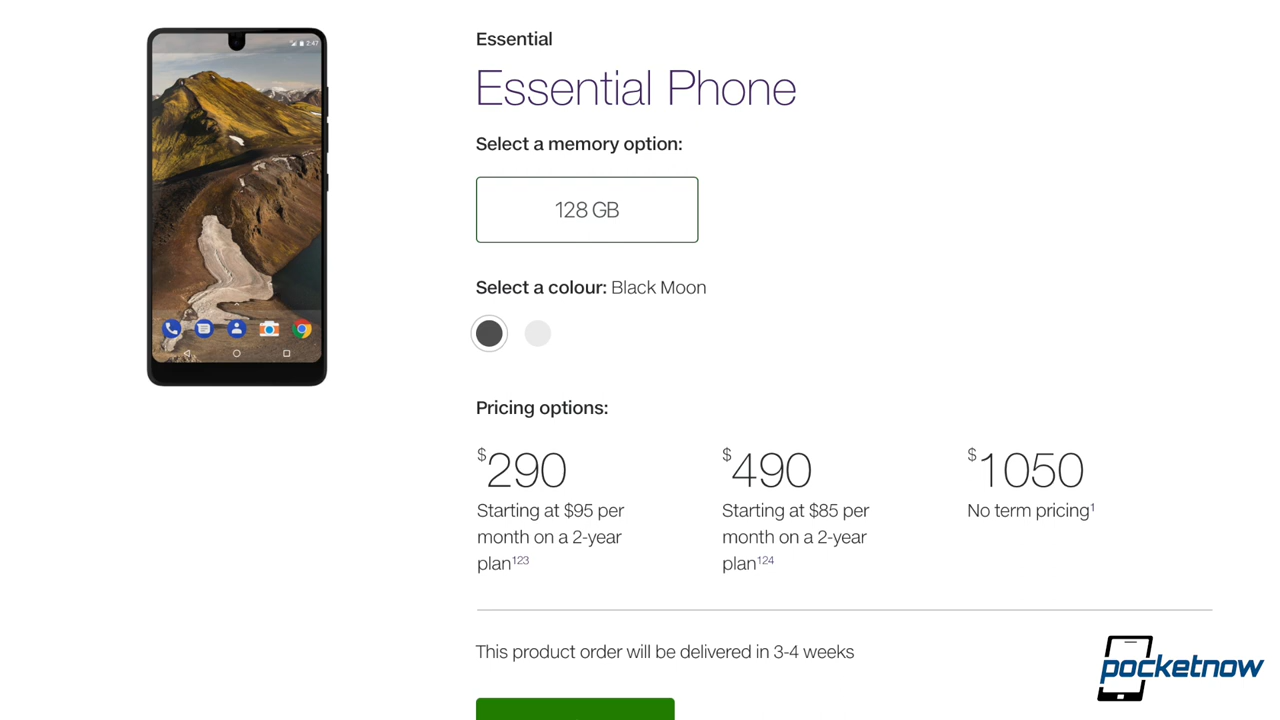 2:47
Essential
Essential Phone
Select a memory option:
128 GB
Select a colour: Black Moon
Pricing options:
$290
Starting at $95 per
month on a 2-year
plan¹²³
$490
Starting at $85 per
month on a 2-year
plan¹²⁴
$1050
No term pricing¹
This product order will be delivered in 3-4 weeks
pocketnow